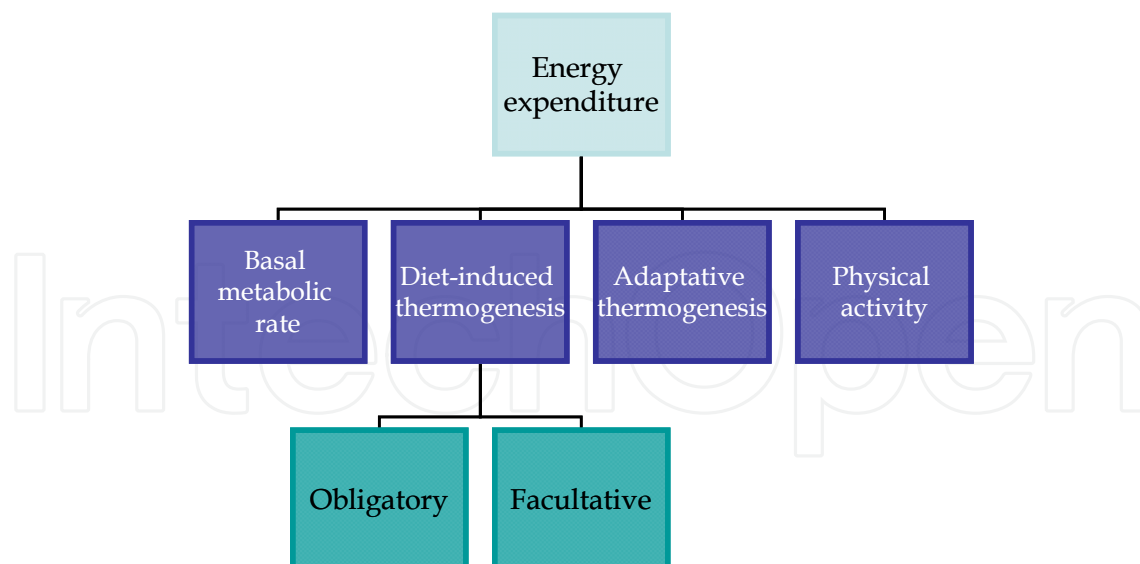 Energy
expenditure
Basal
metabolic
rate
Diet-induced
thermogenesis
Adaptative
thermogenesis
Physical
activity
IntechOpen
Obligatory
Facultative